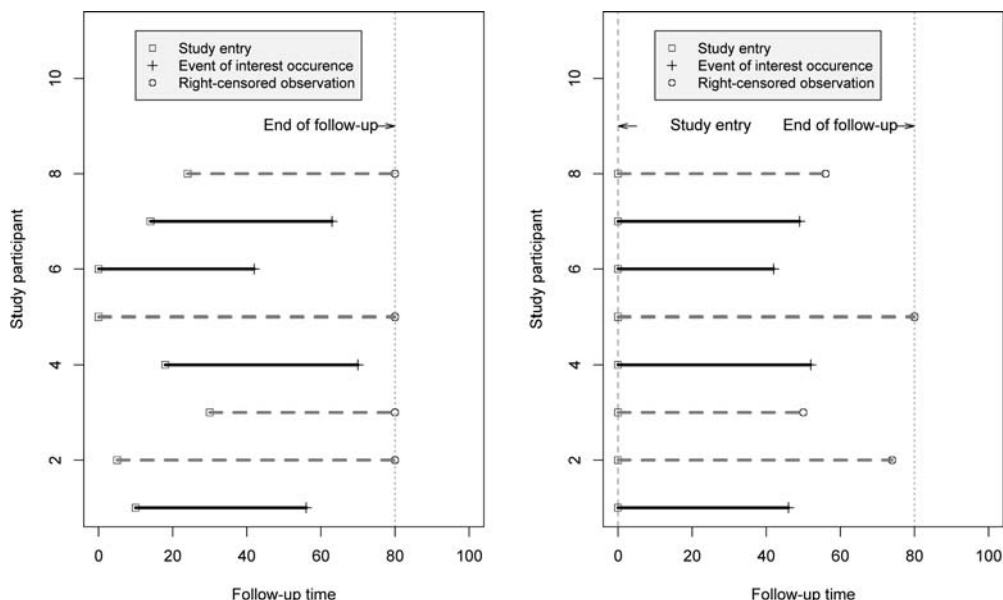 Study entry
Event of interest occurence
Right-censored observation
End of follow-up
10
8
6
4
2
Study participant
0 20 40 60 80 100
Follow-up time
Study entry
Event of interest occurence
Right-censored observation
Study entry End of follow-up
10
8
6
4
2
Study participant
0 20 40 60 80 100
Follow-up time